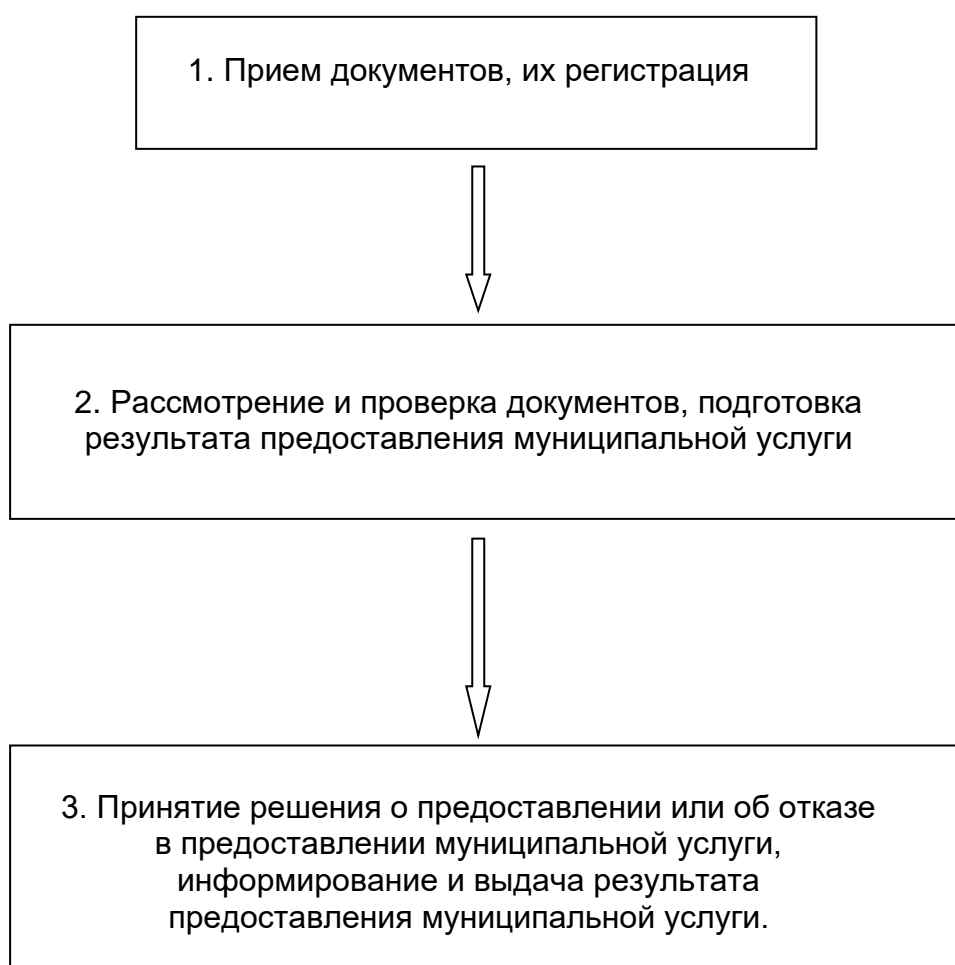 1. Прием документов, их регистрация
2. Рассмотрение и проверка документов, подготовка
результата предоставления муниципальной услуги
3. Принятие решения о предоставлении или об отказе
в предоставлении муниципальной услуги,
информирование и выдача результата
предоставления муниципальной услуги.